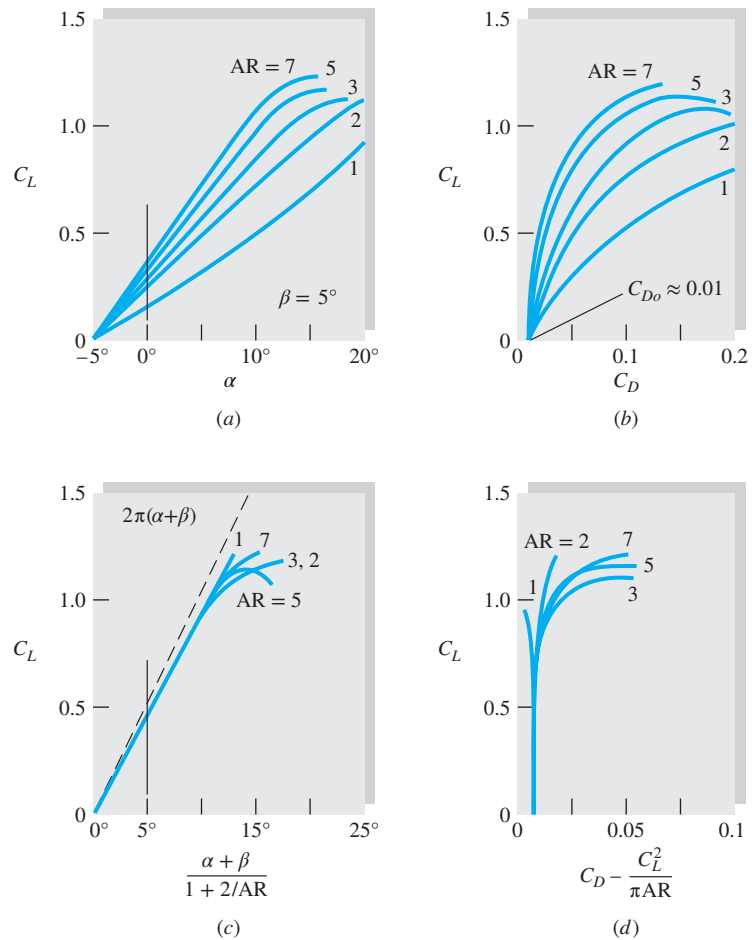 1.5
AR = 7
5
3
1.0
2
C_L
1
0.5
β = 5°
0
−5° 0° 10° 20°
α
(a)
1.5
AR = 7
5
3
1.0
2
C_L
1
0.5
C_Do ≈ 0.01
0
0 0.1 0.2
C_D
(b)
1.5
2π(α+β)
1 7
3, 2
1.0
AR = 5
C_L
0.5
0
0° 5° 15° 25°
α + β
1 + 2/AR
(c)
1.5
7
AR = 2
5
1
3
1.0
C_L
0.5
0
0 0.05 0.1
C_D − C_L^2
πAR
(d)